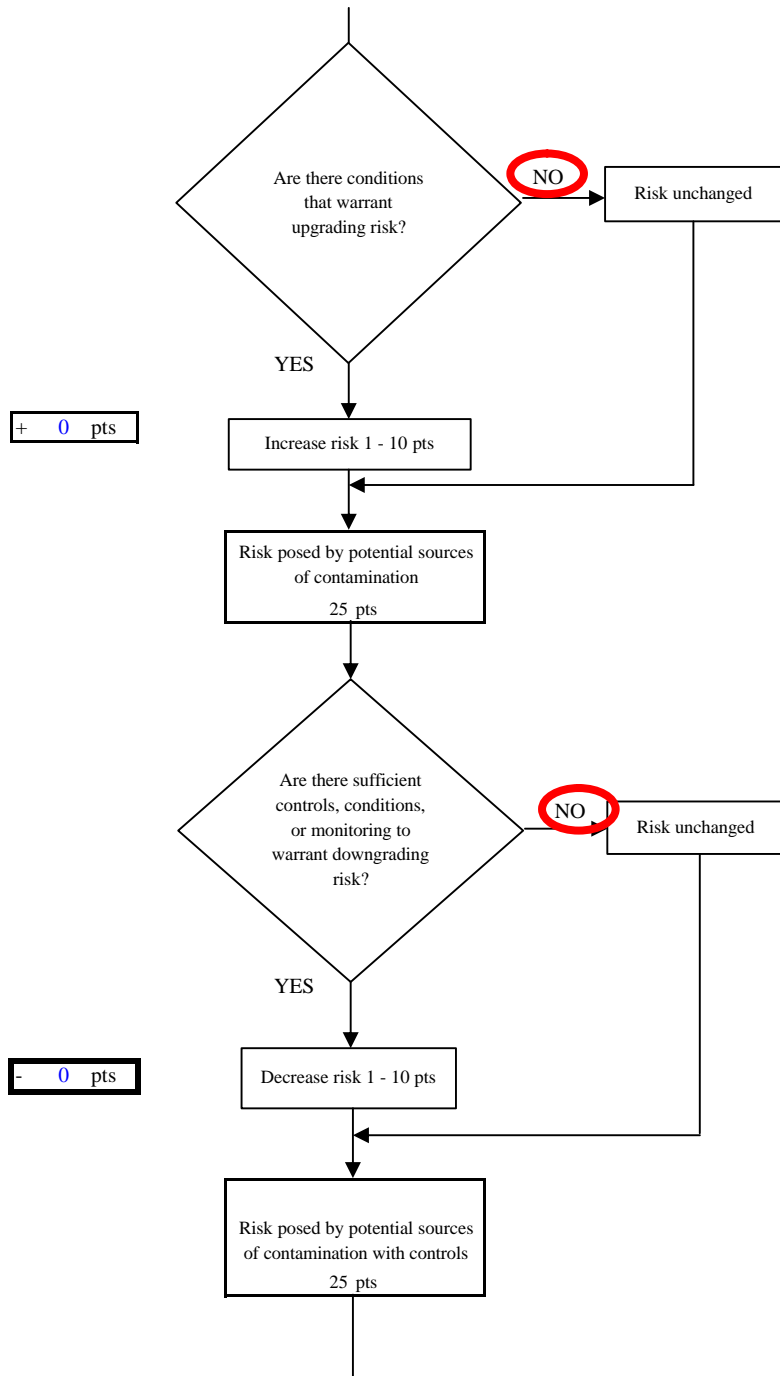 Are there conditions
that warrant
upgrading risk?
NO
Risk unchanged
YES
+ 0 pts
Increase risk 1 - 10 pts
Risk posed by potential sources
of contamination
25 pts
Are there sufficient
controls, conditions,
or monitoring to
warrant downgrading
risk?
NO
Risk unchanged
YES
- 0 pts
Decrease risk 1 - 10 pts
Risk posed by potential sources
of contamination with controls
25 pts